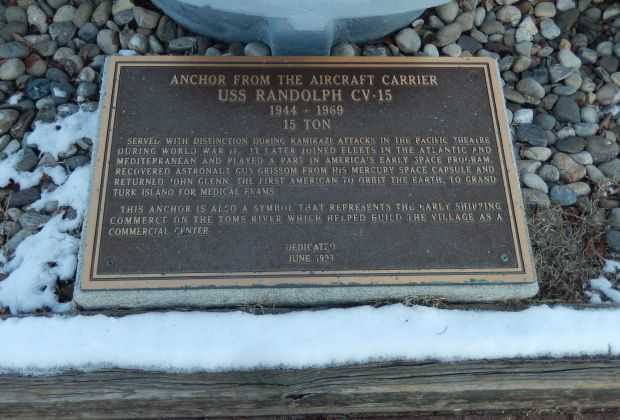 ANCHOR FROM THE AIRCRAFT CARRIER
USS RANDOLPH CV-15
1944 - 1969
15 TON
SERVED WITH DISTINCTION DURING KAMIKAZE ATTACKS IN THE PACIFIC THEATRE
DURING WORLD WAR II. IT LATER JOINED FLEETS IN THE ATLANTIC AND
MEDITERRANEAN AND PLAYED A PART IN AMERICA'S EARLY SPACE PROGRAM.
RECOVERED ASTRONAUT GUS GRISSOM FROM HIS MERCURY SPACE CAPSULE AND
RETURNED JOHN GLENN, THE FIRST AMERICAN TO ORBIT THE EARTH, TO GRAND
TURK ISLAND FOR MEDICAL EXAMS.
THIS ANCHOR IS ALSO A SYMBOL THAT REPRESENTS THE EARLY SHIPPING
COMMERCE ON THE TOMS RIVER WHICH HELPED BUILD THE VILLAGE AS A
COMMERCIAL CENTER.
DEDICATED
JUNE